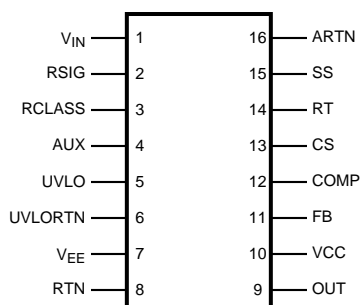 VIN 1 16 ARTN
RSIG 2 15 SS
RCLASS 3 14 RT
AUX 4 13 CS
UVLO 5 12 COMP
UVLORTN 6 11 FB
VEE 7 10 VCC
RTN 8 9 OUT